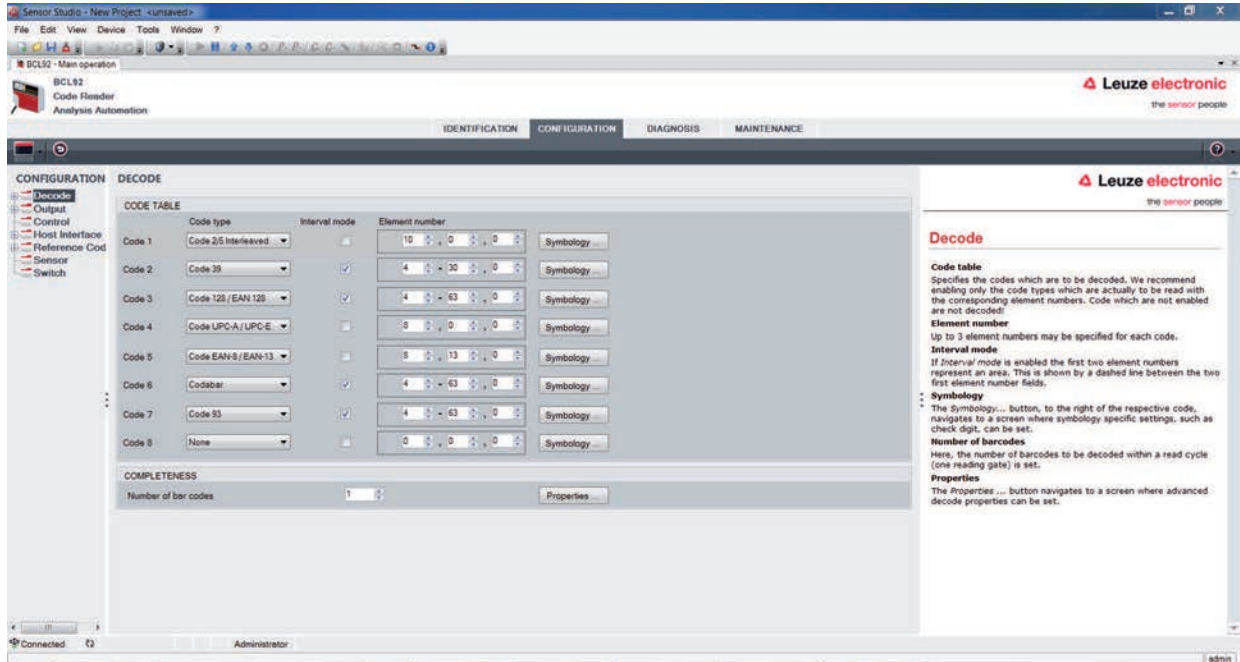 Sensor Studio - New Project <unsaved>
File Edit View Device Tools Window ?
BCL92 - Main operation
BCL92
Code Reader
Analysis Automation
Leuze electronic
the sensor people
IDENTIFICATION CONFIGURATION DIAGNOSIS MAINTENANCE
CONFIGURATION
Decode
Output
Control
Host Interface
Reference Cod
Sensor
Switch
DECODE
CODE TABLE
Code type Interval mode Element number
Code 1 Code 2/5 Interleaved 10 , 0 , 0 Symbology ...
Code 2 Code 39 4 - 30 , 0 Symbology ...
Code 3 Code 128 / EAN 128 4 - 63 , 0 Symbology ...
Code 4 Code UPC-A / UPC-E 8 , 0 , 0 Symbology ...
Code 5 Code EAN-8 / EAN-13 8 , 13 , 0 Symbology ...
Code 6 Codabar 4 - 63 , 0 Symbology ...
Code 7 Code 93 4 - 63 , 0 Symbology ...
Code 8 None 0 , 0 , 0 Symbology ...
COMPLETENESS
Number of bar codes 1 Properties ...
Leuze electronic
the sensor people
Decode
Code table
Specifies the codes which are to be decoded. We recommend
enabling only the code types which are actually to be read with
the corresponding element numbers. Code which are not enabled
are not decoded!
Element number
Up to 3 element numbers may be specified for each code.
Interval mode
If Interval mode is enabled the first two element numbers
represent an area. This is shown by a dashed line between the two
first element number fields.
Symbology
The Symbology... button, to the right of the respective code,
navigates to a screen where symbology specific settings, such as
check digit, can be set.
Number of barcodes
Here, the number of barcodes to be decoded within a read cycle
(one reading gate) is set.
Properties
The Properties ... button navigates to a screen where advanced
decode properties can be set.
Connected Administrator
admin